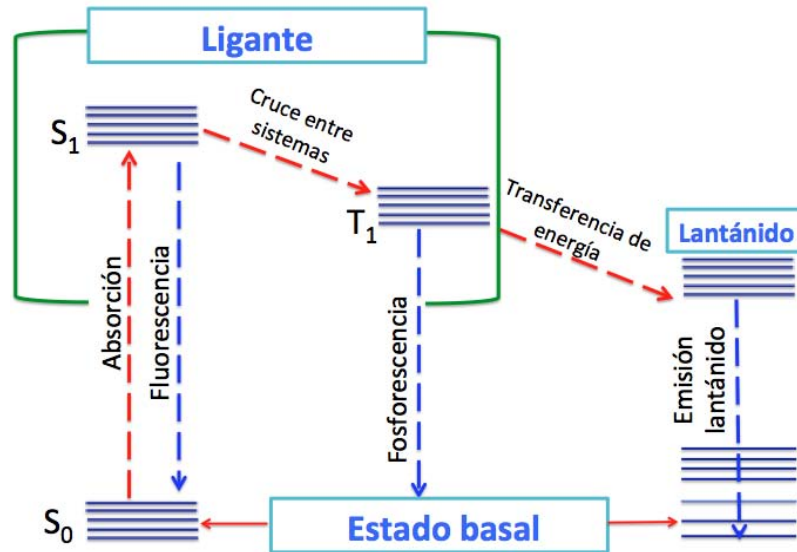 Ligante
S1
Cruce entre
sistemas
T1
Transferencia de
energía
Lantánido
Absorción
Fluorescencia
Fosforescencia
Emisión
lantánido
S0
Estado basal